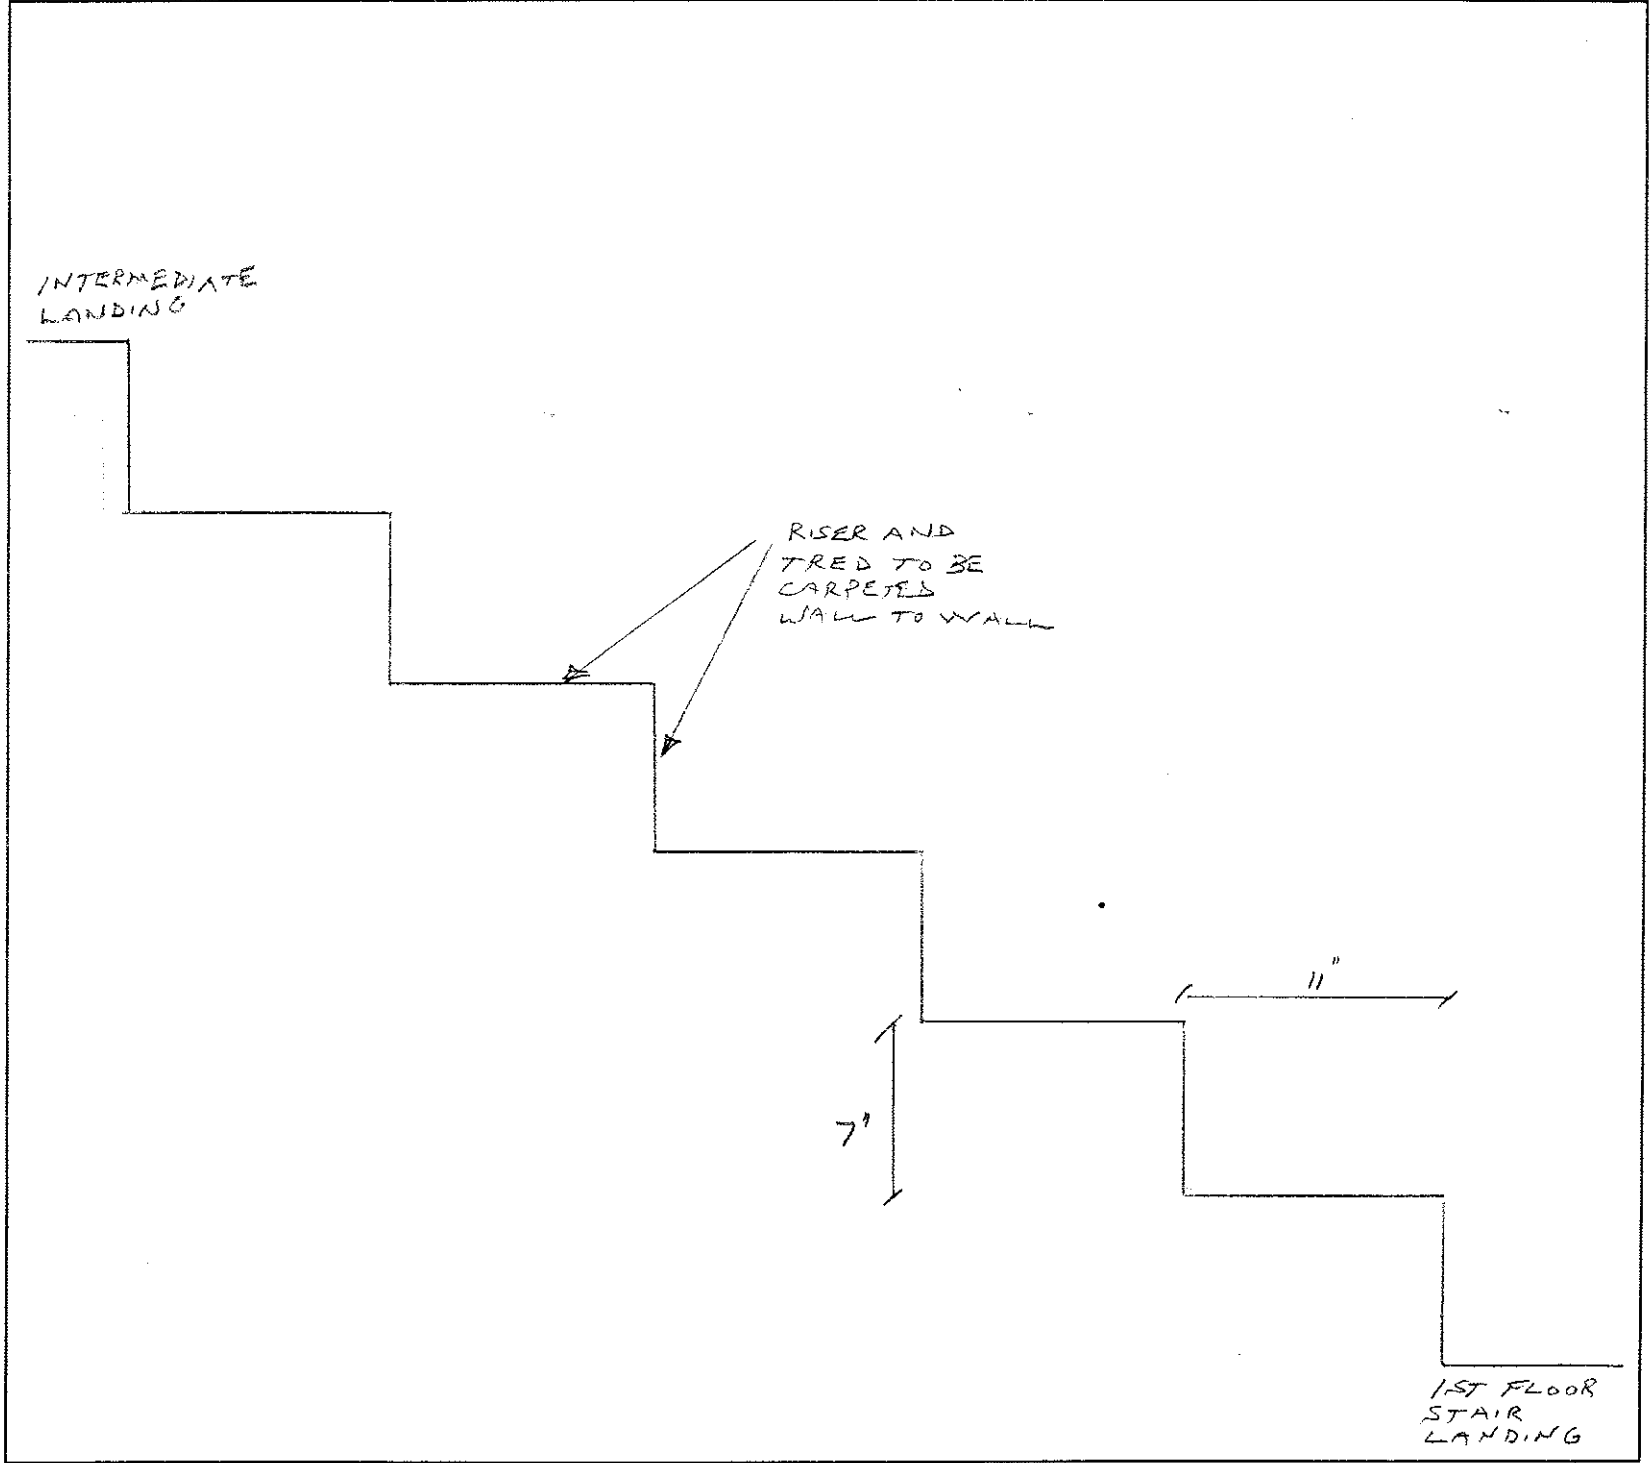 INTERMEDIATE
LANDING
RISER AND
TRED TO BE
CARPETED
WALL TO WALL
11"
7"
1ST FLOOR
STAIR
LANDING